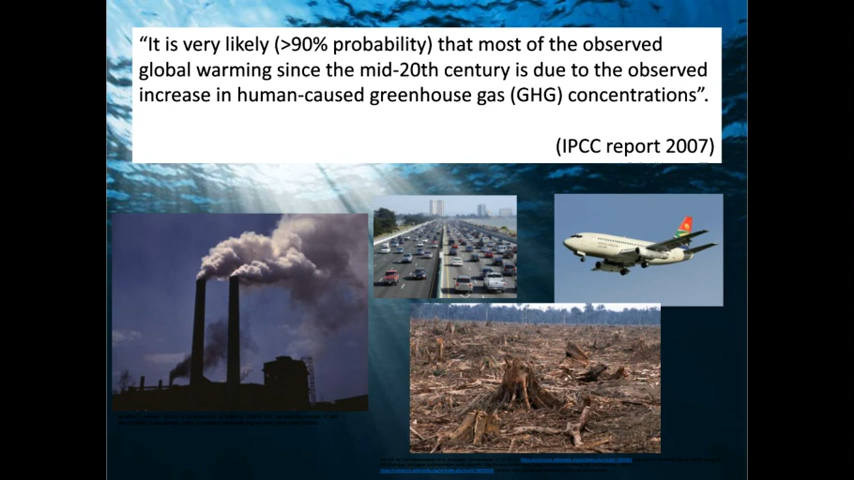 “It is very likely (>90% probability) that most of the observed
global warming since the mid-20th century is due to the observed
increase in human-caused greenhouse gas (GHG) concentrations”.
(IPCC report 2007)